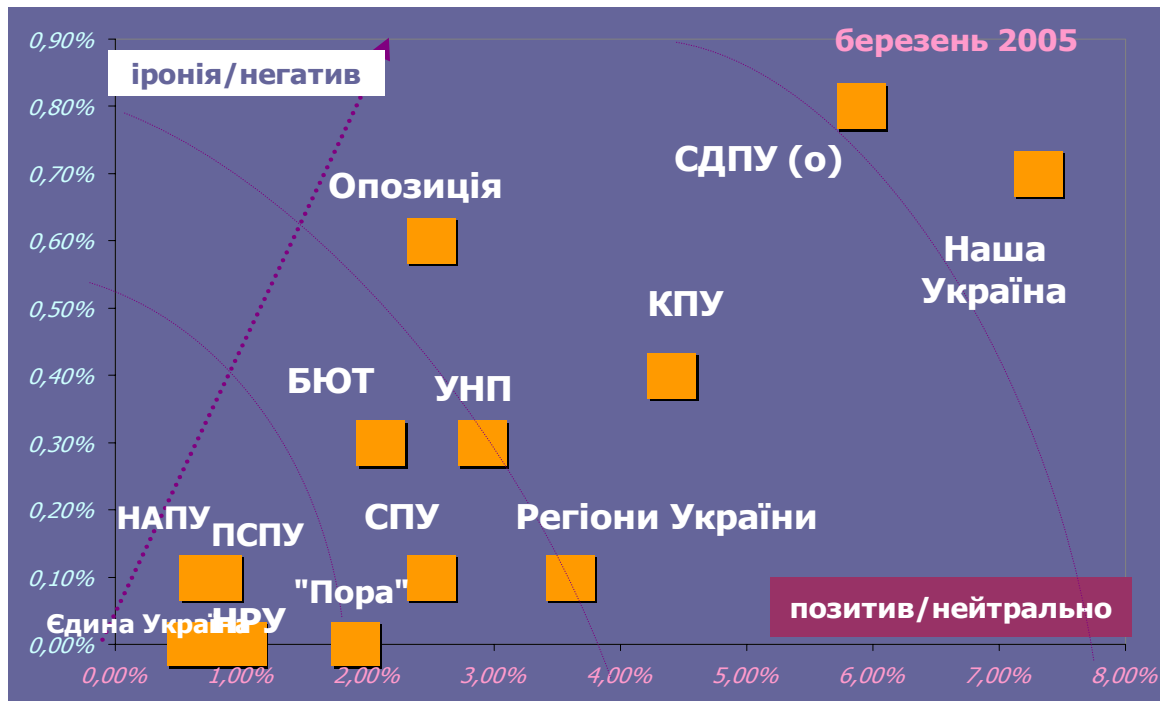 0,90%
березень 2005
іронія/негатив
0,80%
СДПУ (о)
0,70%
Опозиція
0,60%
Наша
Україна
0,50%
КПУ
0,40%
БЮТ
УНП
0,30%
0,20%
НАПУ
ПСПУ
СПУ
Регіони України
0,10%
"Пора"
позитив/нейтрально
Єдина Україна
НРУ
0,00%
0,00%
1,00%
2,00%
3,00%
4,00%
5,00%
6,00%
7,00%
8,00%